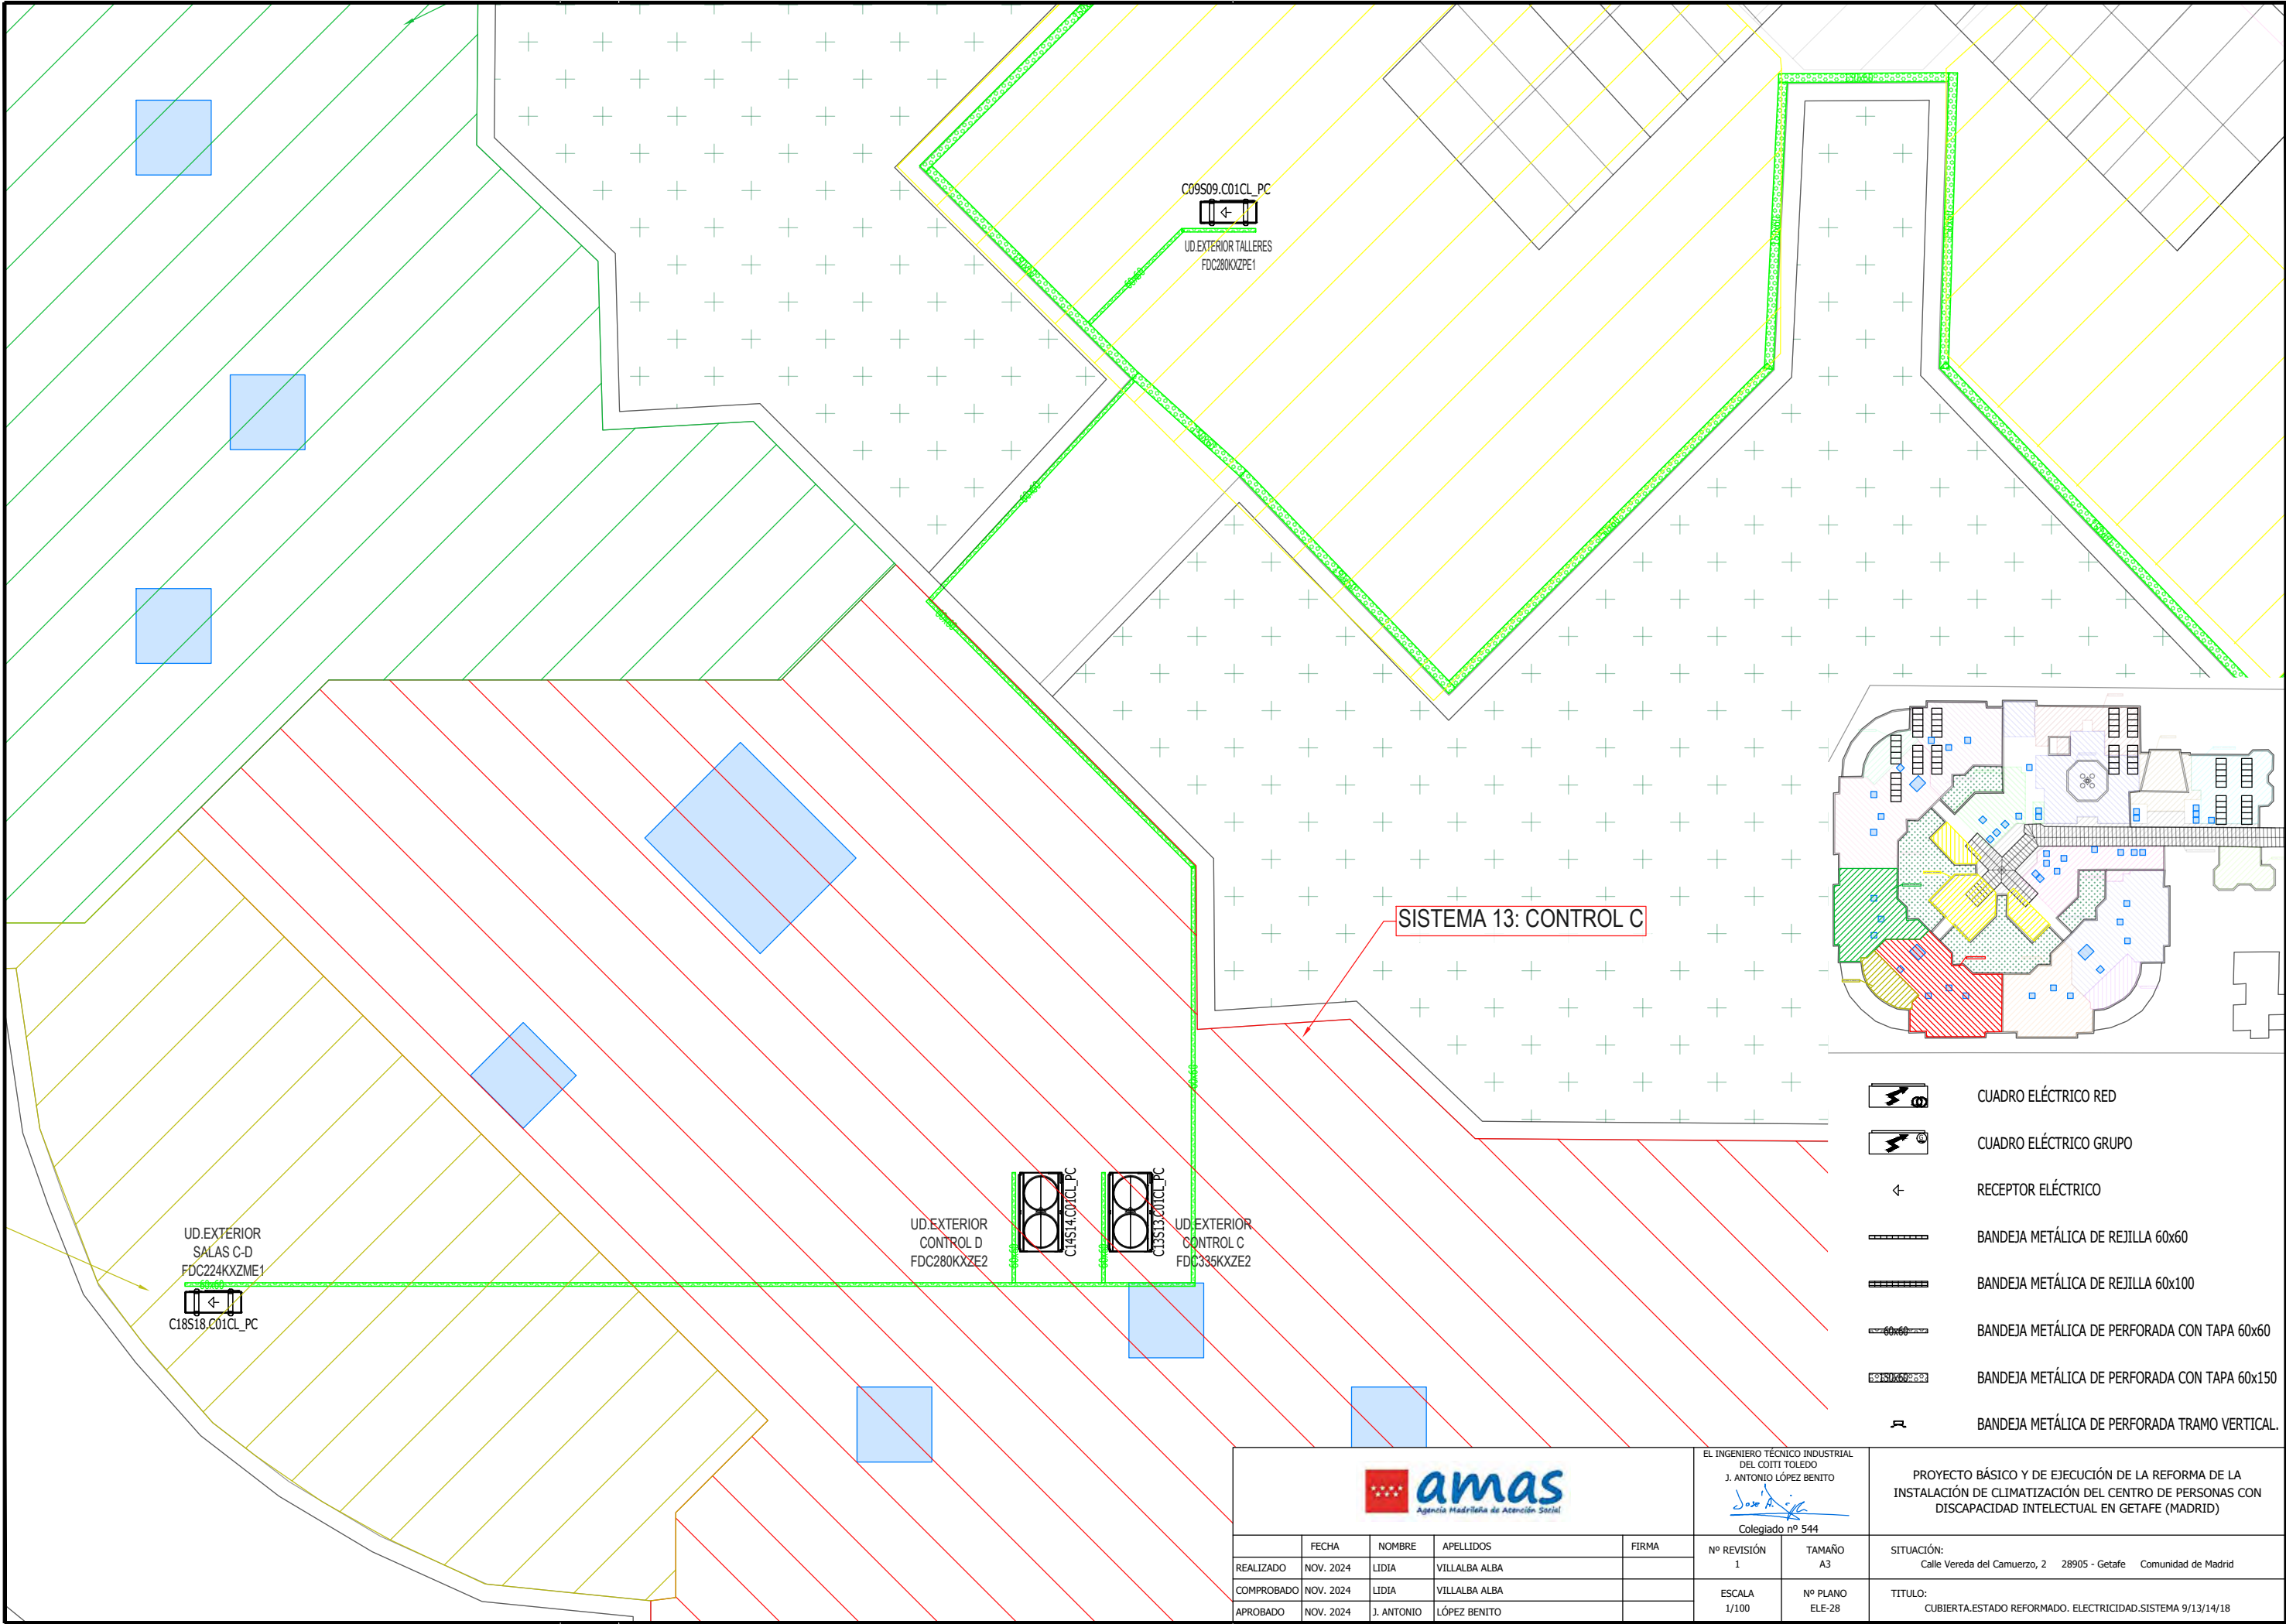 C09S09.C01CL_PC
UD.EXTERIOR TALLERES
FDC280KXZPE1
60x60
60x60
60x60
SISTEMA 13: CONTROL C
60x60
C14S14.C01CL_PC
C13S13.C01CL_PC
UD.EXTERIOR
CONTROL D
FDC280KXZE2
60x60
60x60
UD.EXTERIOR
CONTROL C
FDC335KXZE2
UD.EXTERIOR
SALAS C-D
FDC224KXZME1
60x60
C18S18.C01CL_PC
CUADRO ELÉCTRICO RED
CUADRO ELÉCTRICO GRUPO
RECEPTOR ELÉCTRICO
BANDEJA METÁLICA DE REJILLA 60x60
BANDEJA METÁLICA DE REJILLA 60x100
60x60 BANDEJA METÁLICA DE PERFORADA CON TAPA 60x60
150x60 BANDEJA METÁLICA DE PERFORADA CON TAPA 60x150
BANDEJA METÁLICA DE PERFORADA TRAMO VERTICAL.
amas
Agencia Madrileña de Atención Social
EL INGENIERO TÉCNICO INDUSTRIAL
DEL COITI TOLEDO
J. ANTONIO LÓPEZ BENITO
Colegiado nº 544
PROYECTO BÁSICO Y DE EJECUCIÓN DE LA REFORMA DE LA
INSTALACIÓN DE CLIMATIZACIÓN DEL CENTRO DE PERSONAS CON
DISCAPACIDAD INTELECTUAL EN GETAFE (MADRID)
FECHA NOMBRE APELLIDOS FIRMA
REALIZADO NOV. 2024 LIDIA VILLALBA ALBA
COMPROBADO NOV. 2024 LIDIA VILLALBA ALBA
APROBADO NOV. 2024 J. ANTONIO LÓPEZ BENITO
Nº REVISIÓN
1
TAMAÑO
A3
ESCALA
1/100
Nº PLANO
ELE-28
SITUACIÓN:
Calle Vereda del Camuerzo, 2 28905 - Getafe Comunidad de Madrid
TITULO:
CUBIERTA.ESTADO REFORMADO. ELECTRICIDAD.SISTEMA 9/13/14/18